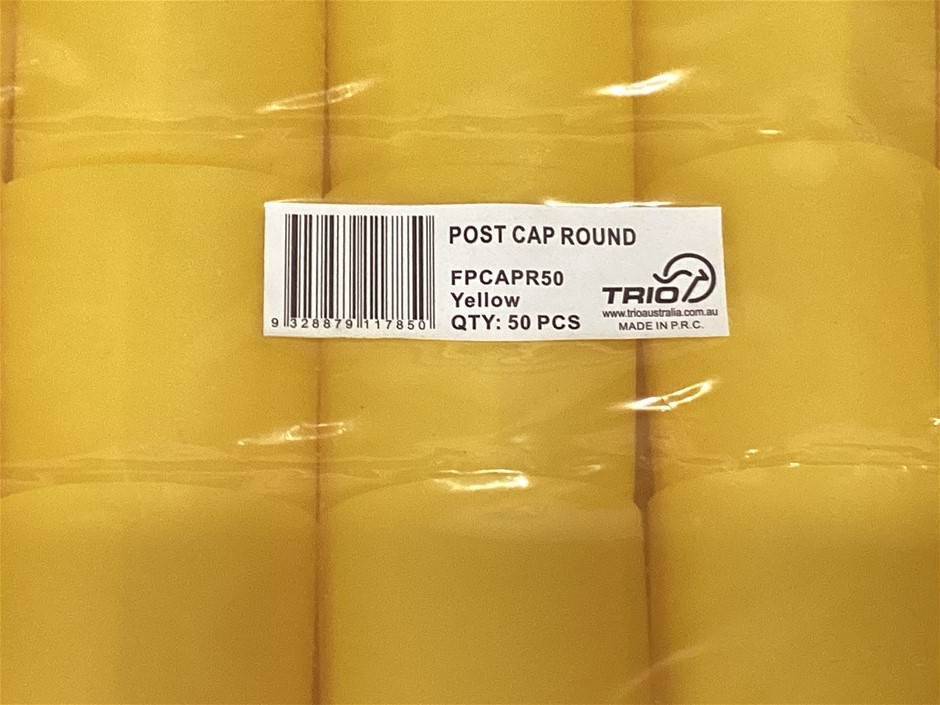 POST CAP ROUND
FPCAPR50
Yellow
QTY: 50 PCS
9 328879 117850
TRIO
www.trioaustralia.com.au
MADE IN P.R.C.